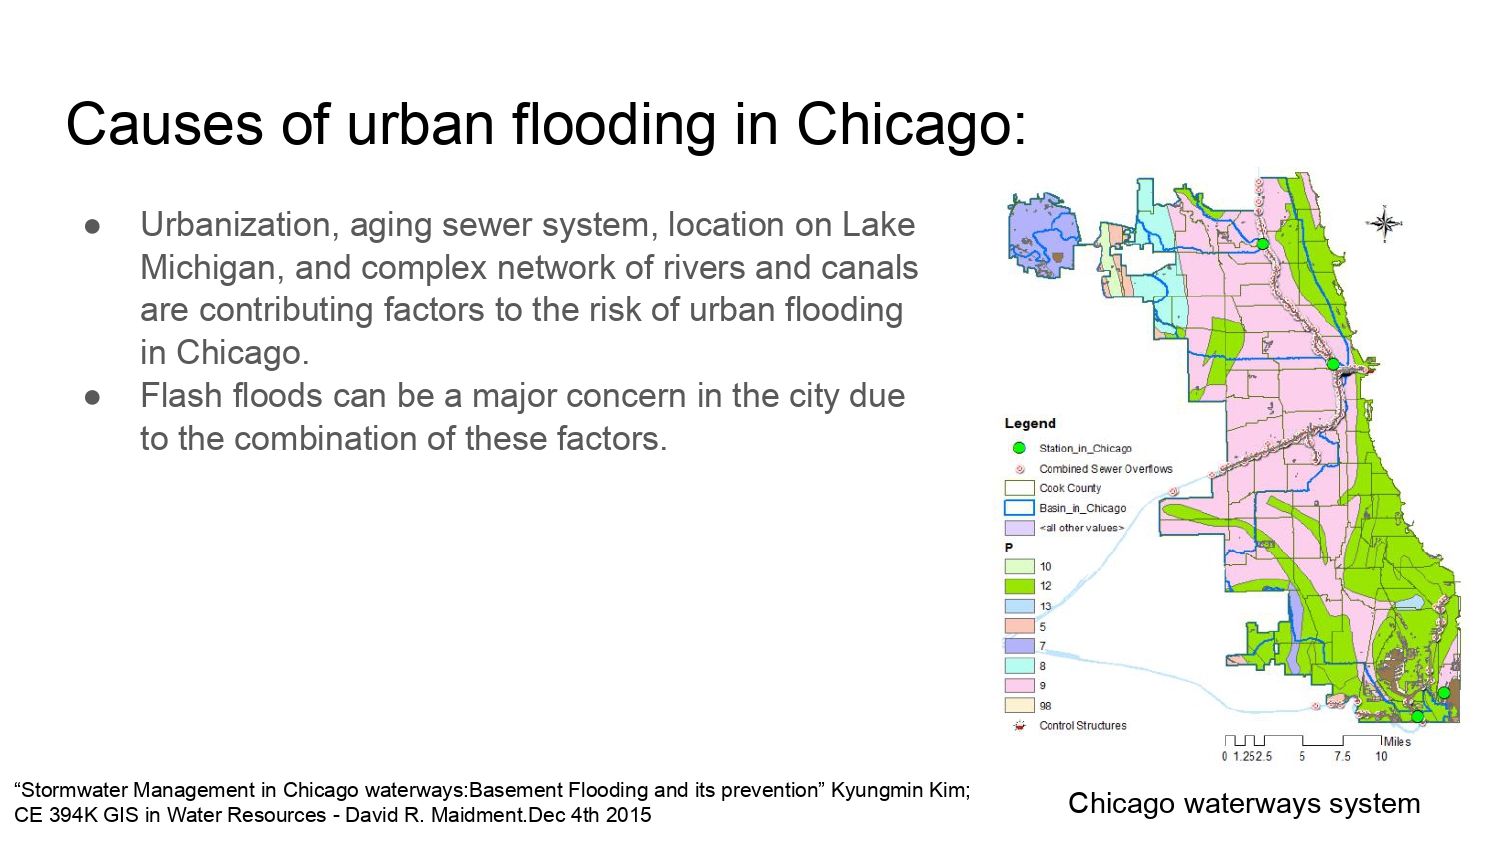 Causes of urban flooding in Chicago:
● Urbanization, aging sewer system, location on Lake
Michigan, and complex network of rivers and canals
are contributing factors to the risk of urban flooding
in Chicago.
● Flash floods can be a major concern in the city due
to the combination of these factors.
Legend
Station_in_Chicago
Combined Sewer Overflows
Cook County
Basin_in_Chicago
<all other values>
P
10
12
13
5
7
8
9
98
Control Structures
Miles
0 1.25 2.5 5 7.5 10
“Stormwater Management in Chicago waterways:Basement Flooding and its prevention” Kyungmin Kim;
CE 394K GIS in Water Resources - David R. Maidment.Dec 4th 2015
Chicago waterways system